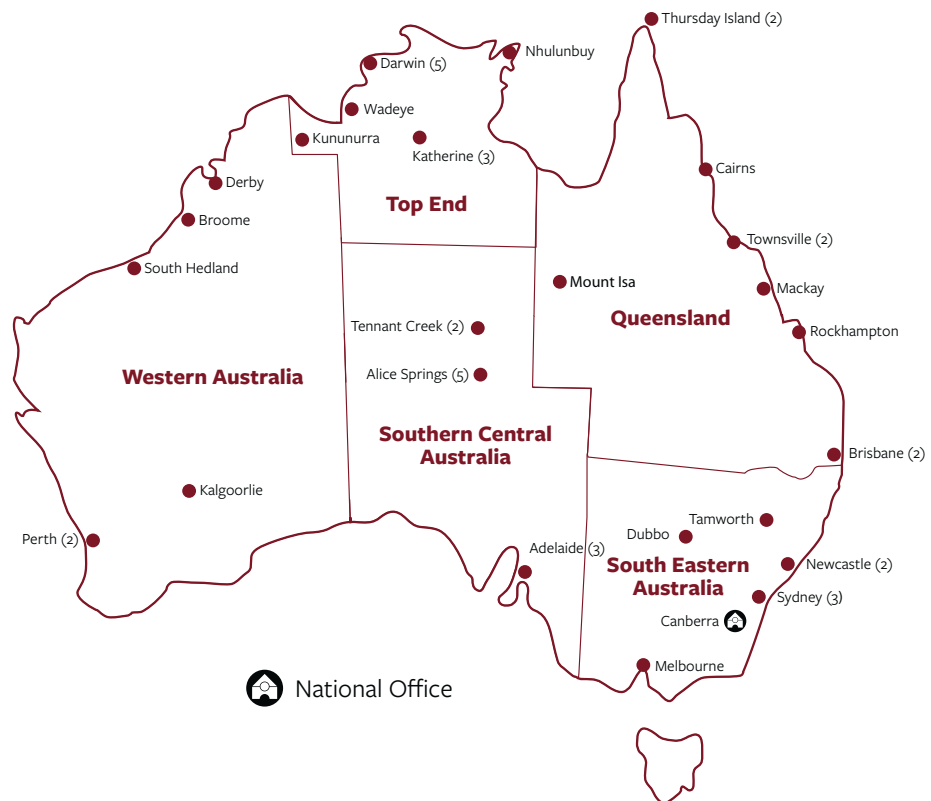 Thursday Island (2)
Nhulunbuy
Darwin (5)
Wadeye
Kununurra
Katherine (3)
Cairns
Derby
Top End
Broome
Townsville (2)
South Hedland
Mount Isa
Mackay
Queensland
Tennant Creek (2)
Rockhampton
Alice Springs (5)
Western Australia
Southern Central
Australia
Brisbane (2)
Kalgoorlie
Tamworth
Dubbo
Perth (2)
Adelaide (3)
South Eastern
Australia
Newcastle (2)
Sydney (3)
Canberra
Melbourne
National Office